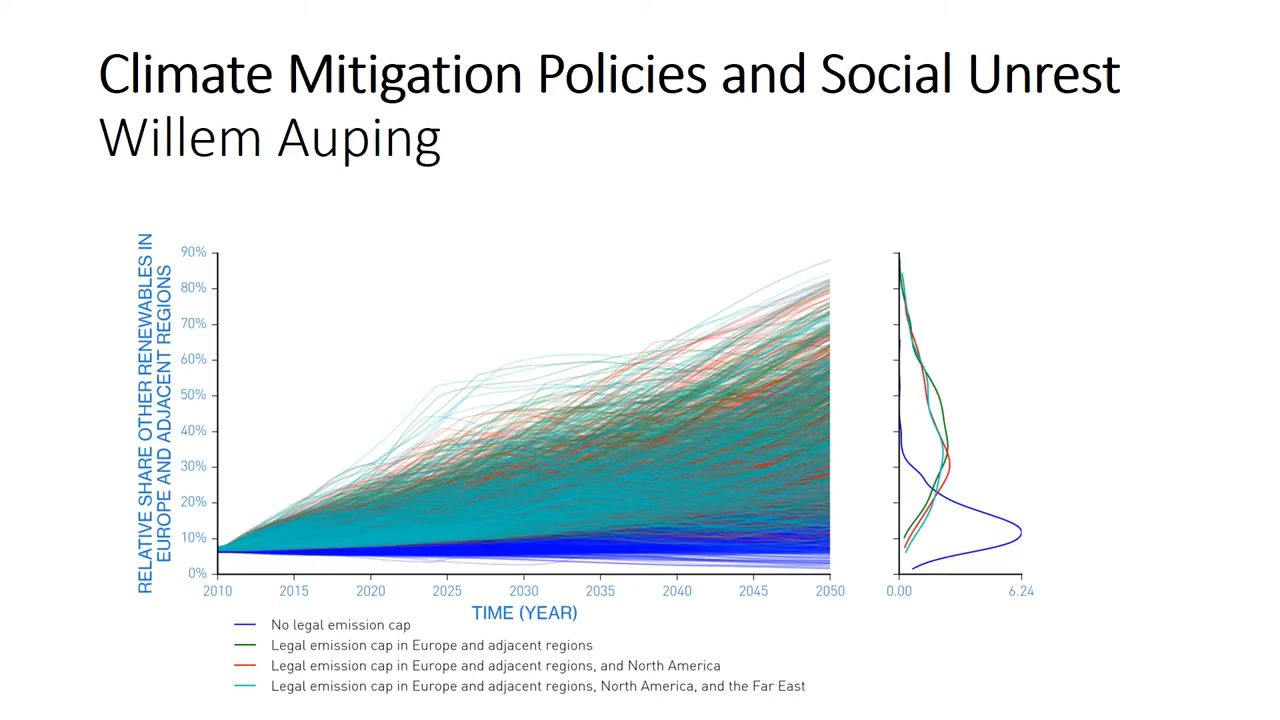 Climate Mitigation Policies and Social Unrest
Willem Auping
RELATIVE SHARE OTHER RENEWABLES IN
EUROPE AND ADJACENT REGIONS
90%
80%
70%
60%
50%
40%
30%
20%
10%
0%
2010 2015 2020 2025 2030 2035 2040 2045 2050
0.00 6.24
TIME (YEAR)
No legal emission cap
Legal emission cap in Europe and adjacent regions
Legal emission cap in Europe and adjacent regions, and North America
Legal emission cap in Europe and adjacent regions, North America, and the Far East